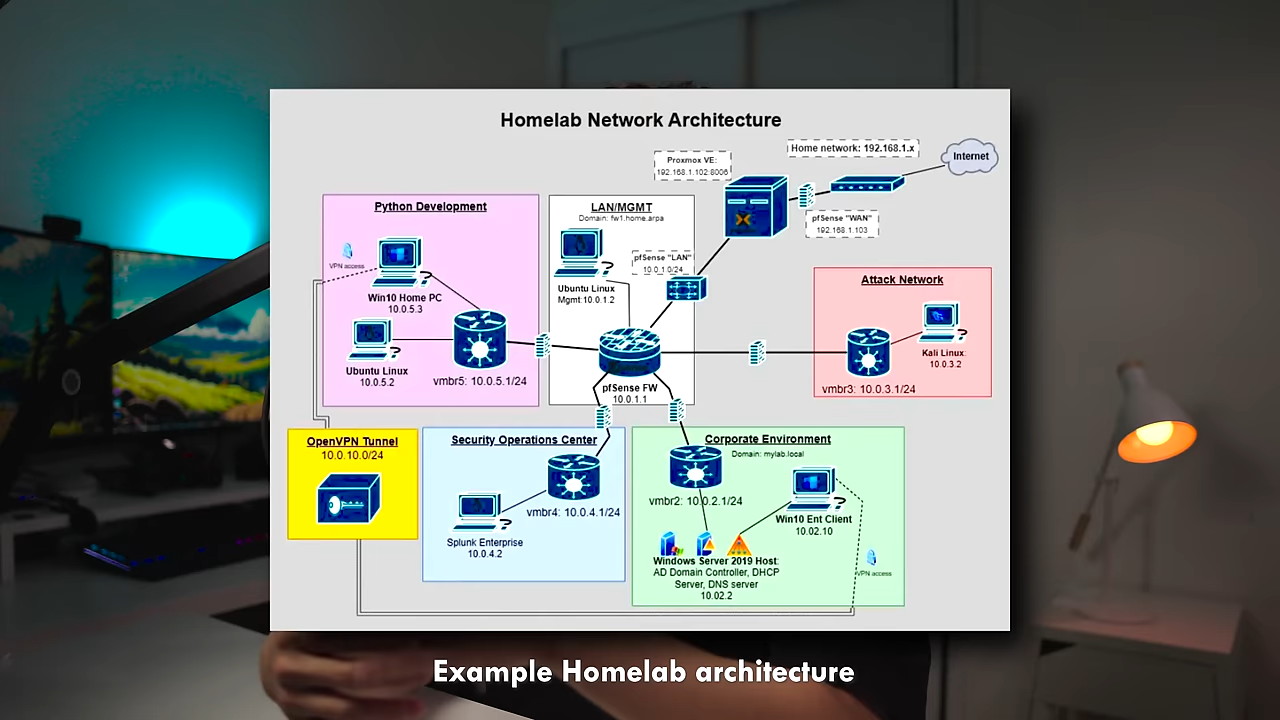 Homelab Network Architecture
Home network: 192.168.1.x
Internet
Proxmox VE:
192.168.1.102:8006
pfSense "WAN"
192.168.1.103
Python Development
VPN access
Win10 Home PC
10.0.5.3
Ubuntu Linux
10.0.5.2
vmbr5: 10.0.5.1/24
LAN/MGMT
Domain: fw1.home.arpa
pfSense "LAN"
10.0.1.0/24
Ubuntu Linux
Mgmt:10.0.1.2
pfSense FW
10.0.1.1
Attack Network
Kali Linux:
10.0.3.2
vmbr3: 10.0.3.1/24
OpenVPN Tunnel
10.0.10.0/24
Security Operations Center
vmbr4: 10.0.4.1/24
Splunk Enterprise
10.0.4.2
Corporate Environment
Domain: mylab.local
vmbr2: 10.0.2.1/24
Win10 Ent Client
10.02.10
Windows Server 2019 Host:
AD Domain Controller, DHCP
Server, DNS server
10.02.2
VPN access
Example Homelab architecture